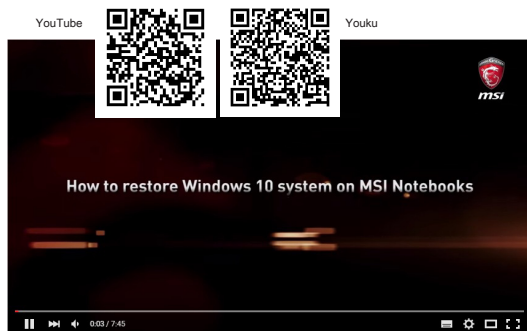 YouTube
Youku
msi
How to restore Windows 10 system on MSI Notebooks
0:03 / 7:45